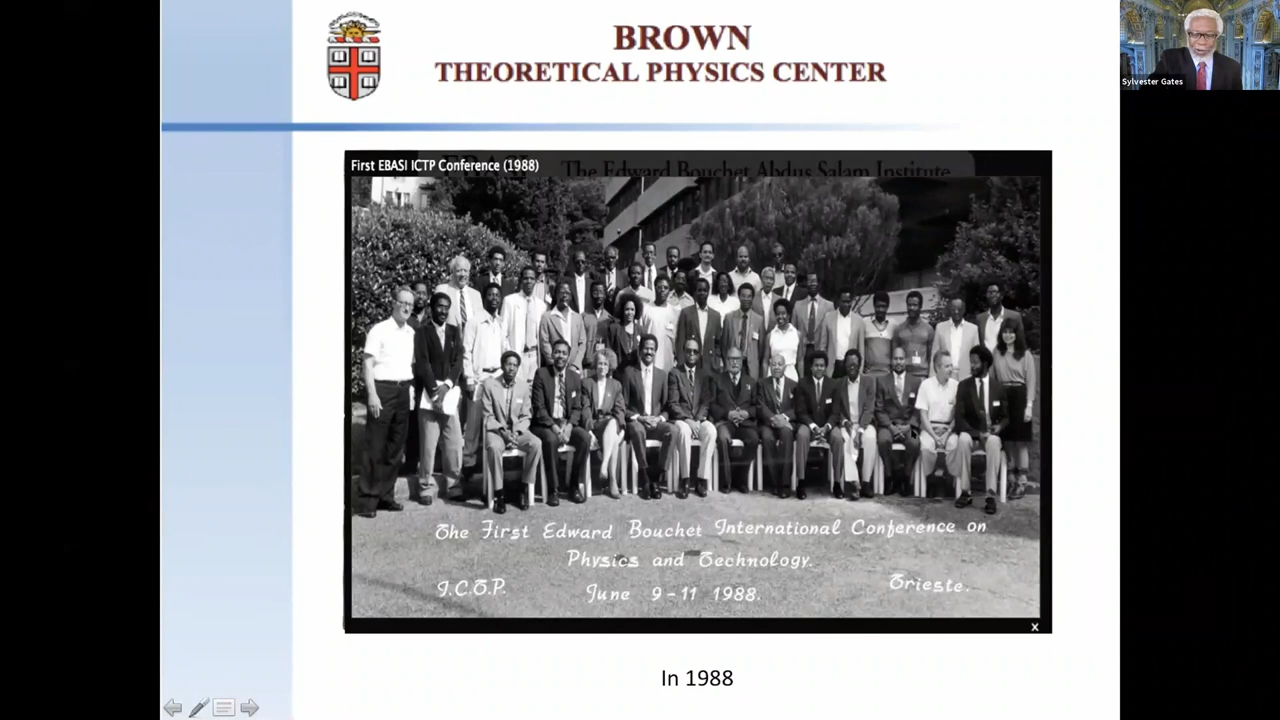 BROWN
THEORETICAL PHYSICS CENTER
Sylvester Gates
First EBASI ICTP Conference (1988)
EBASI The Edward Bouchet Abdus Salam Institute
The First Edward Bouchet International Conference on
Physics and Technology.
I.C.T.P. June 9-11 1988. Trieste.
x
In 1988